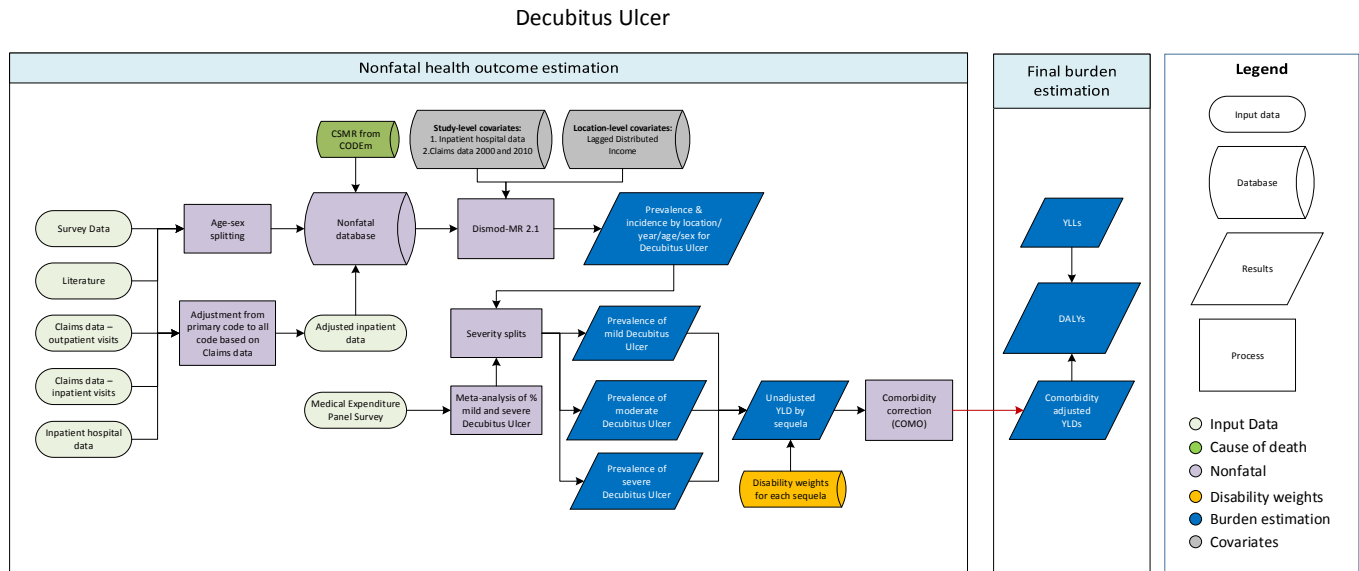 Decubitus Ulcer
Nonfatal health outcome estimation
Final burden
estimation
Legend
CSMR from
CODEm
Study-level covariates:
1. Inpatient hospital data
2.Claims data 2000 and 2010
Location-level covariates:
Lagged Distributed
Income
Survey Data
Age-sex
splitting
Nonfatal
database
Dismod-MR 2.1
Prevalence &
incidence by location/
year/age/sex for
Decubitus Ulcer
Literature
Claims data –
outpatient visits
Adjustment from
primary code to all
code based on
Claims data
Adjusted inpatient
data
Severity splits
Prevalence of
mild Decubitus
Ulcer
Claims data –
inpatient visits
Inpatient hospital
data
Medical Expenditure
Panel Survey
Meta-analysis of %
mild and severe
Decubitus Ulcer
Prevalence of
moderate
Decubitus Ulcer
Prevalence of
severe
Decubitus Ulcer
Unadjusted
YLD by
sequela
Disability weights
for each sequela
Comorbidity
correction
(COMO)
YLLs
DALYs
Comorbidity
adjusted
YLDs
Input data
Database
Results
Process
Input Data
Cause of death
Nonfatal
Disability weights
Burden estimation
Covariates